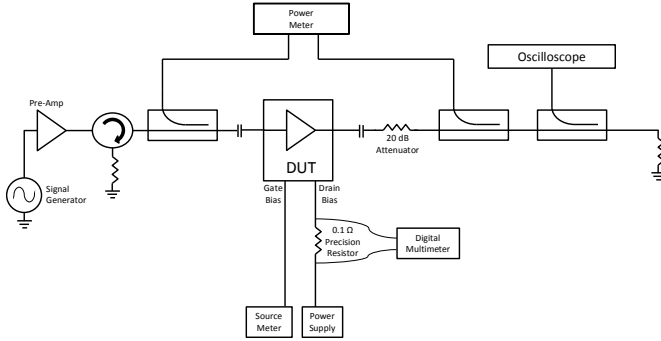 Power
Meter
Oscilloscope
Pre-Amp
20 dB
Attenuator
DUT
Signal
Generator
Gate
Bias
Drain
Bias
0.1 Ω
Precision
Resistor
Digital
Multimeter
Source
Meter
Power
Supply